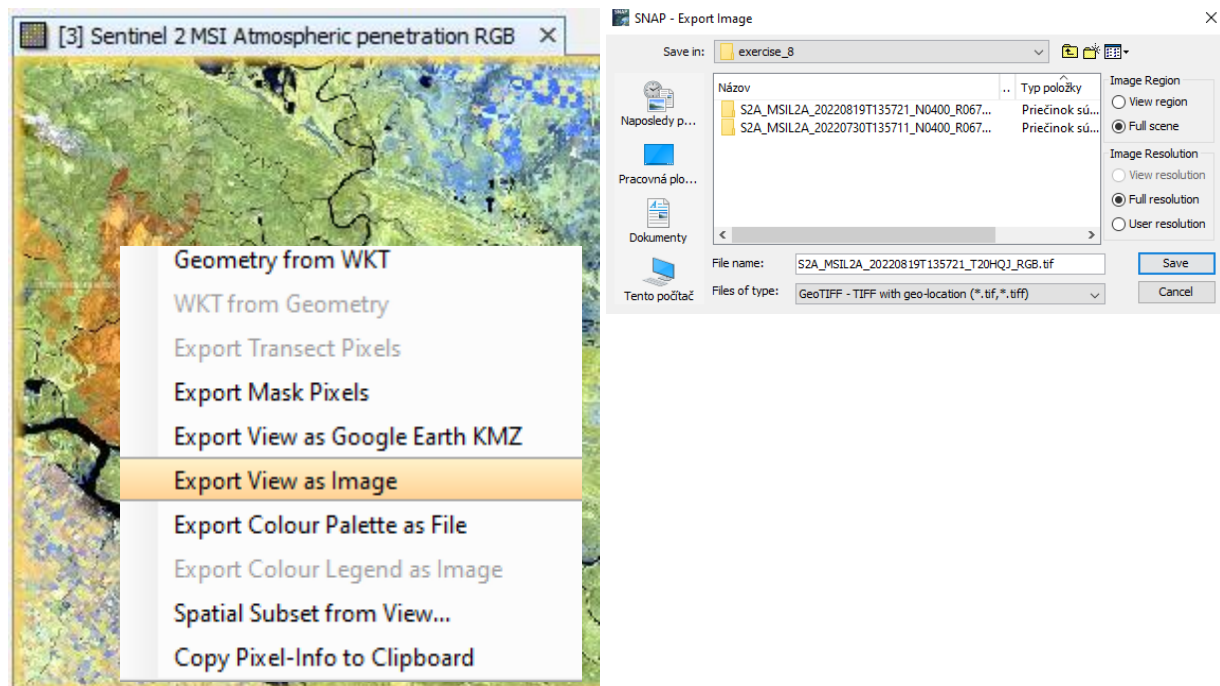 [3] Sentinel 2 MSI Atmospheric penetration RGB
Geometry from WKT
WKT from Geometry
Export Transect Pixels
Export Mask Pixels
Export View as Google Earth KMZ
Export View as Image
Export Colour Palette as File
Export Colour Legend as Image
Spatial Subset from View...
Copy Pixel-Info to Clipboard
SNAP - Export Image
Save in: exercise_8
Naposledy p...
Pracovná plo...
Dokumenty
Tento počítač
Názov .. Typ položky
S2A_MSIL2A_20220819T135721_N0400_R067... Priečinok sú...
S2A_MSIL2A_20220730T135711_N0400_R067... Priečinok sú...
Image Region
View region
Full scene
Image Resolution
View resolution
Full resolution
User resolution
File name: S2A_MSIL2A_20220819T135721_T20HQJ_RGB.tif Save
Files of type: GeoTIFF - TIFF with geo-location (*.tif,*.tiff) Cancel